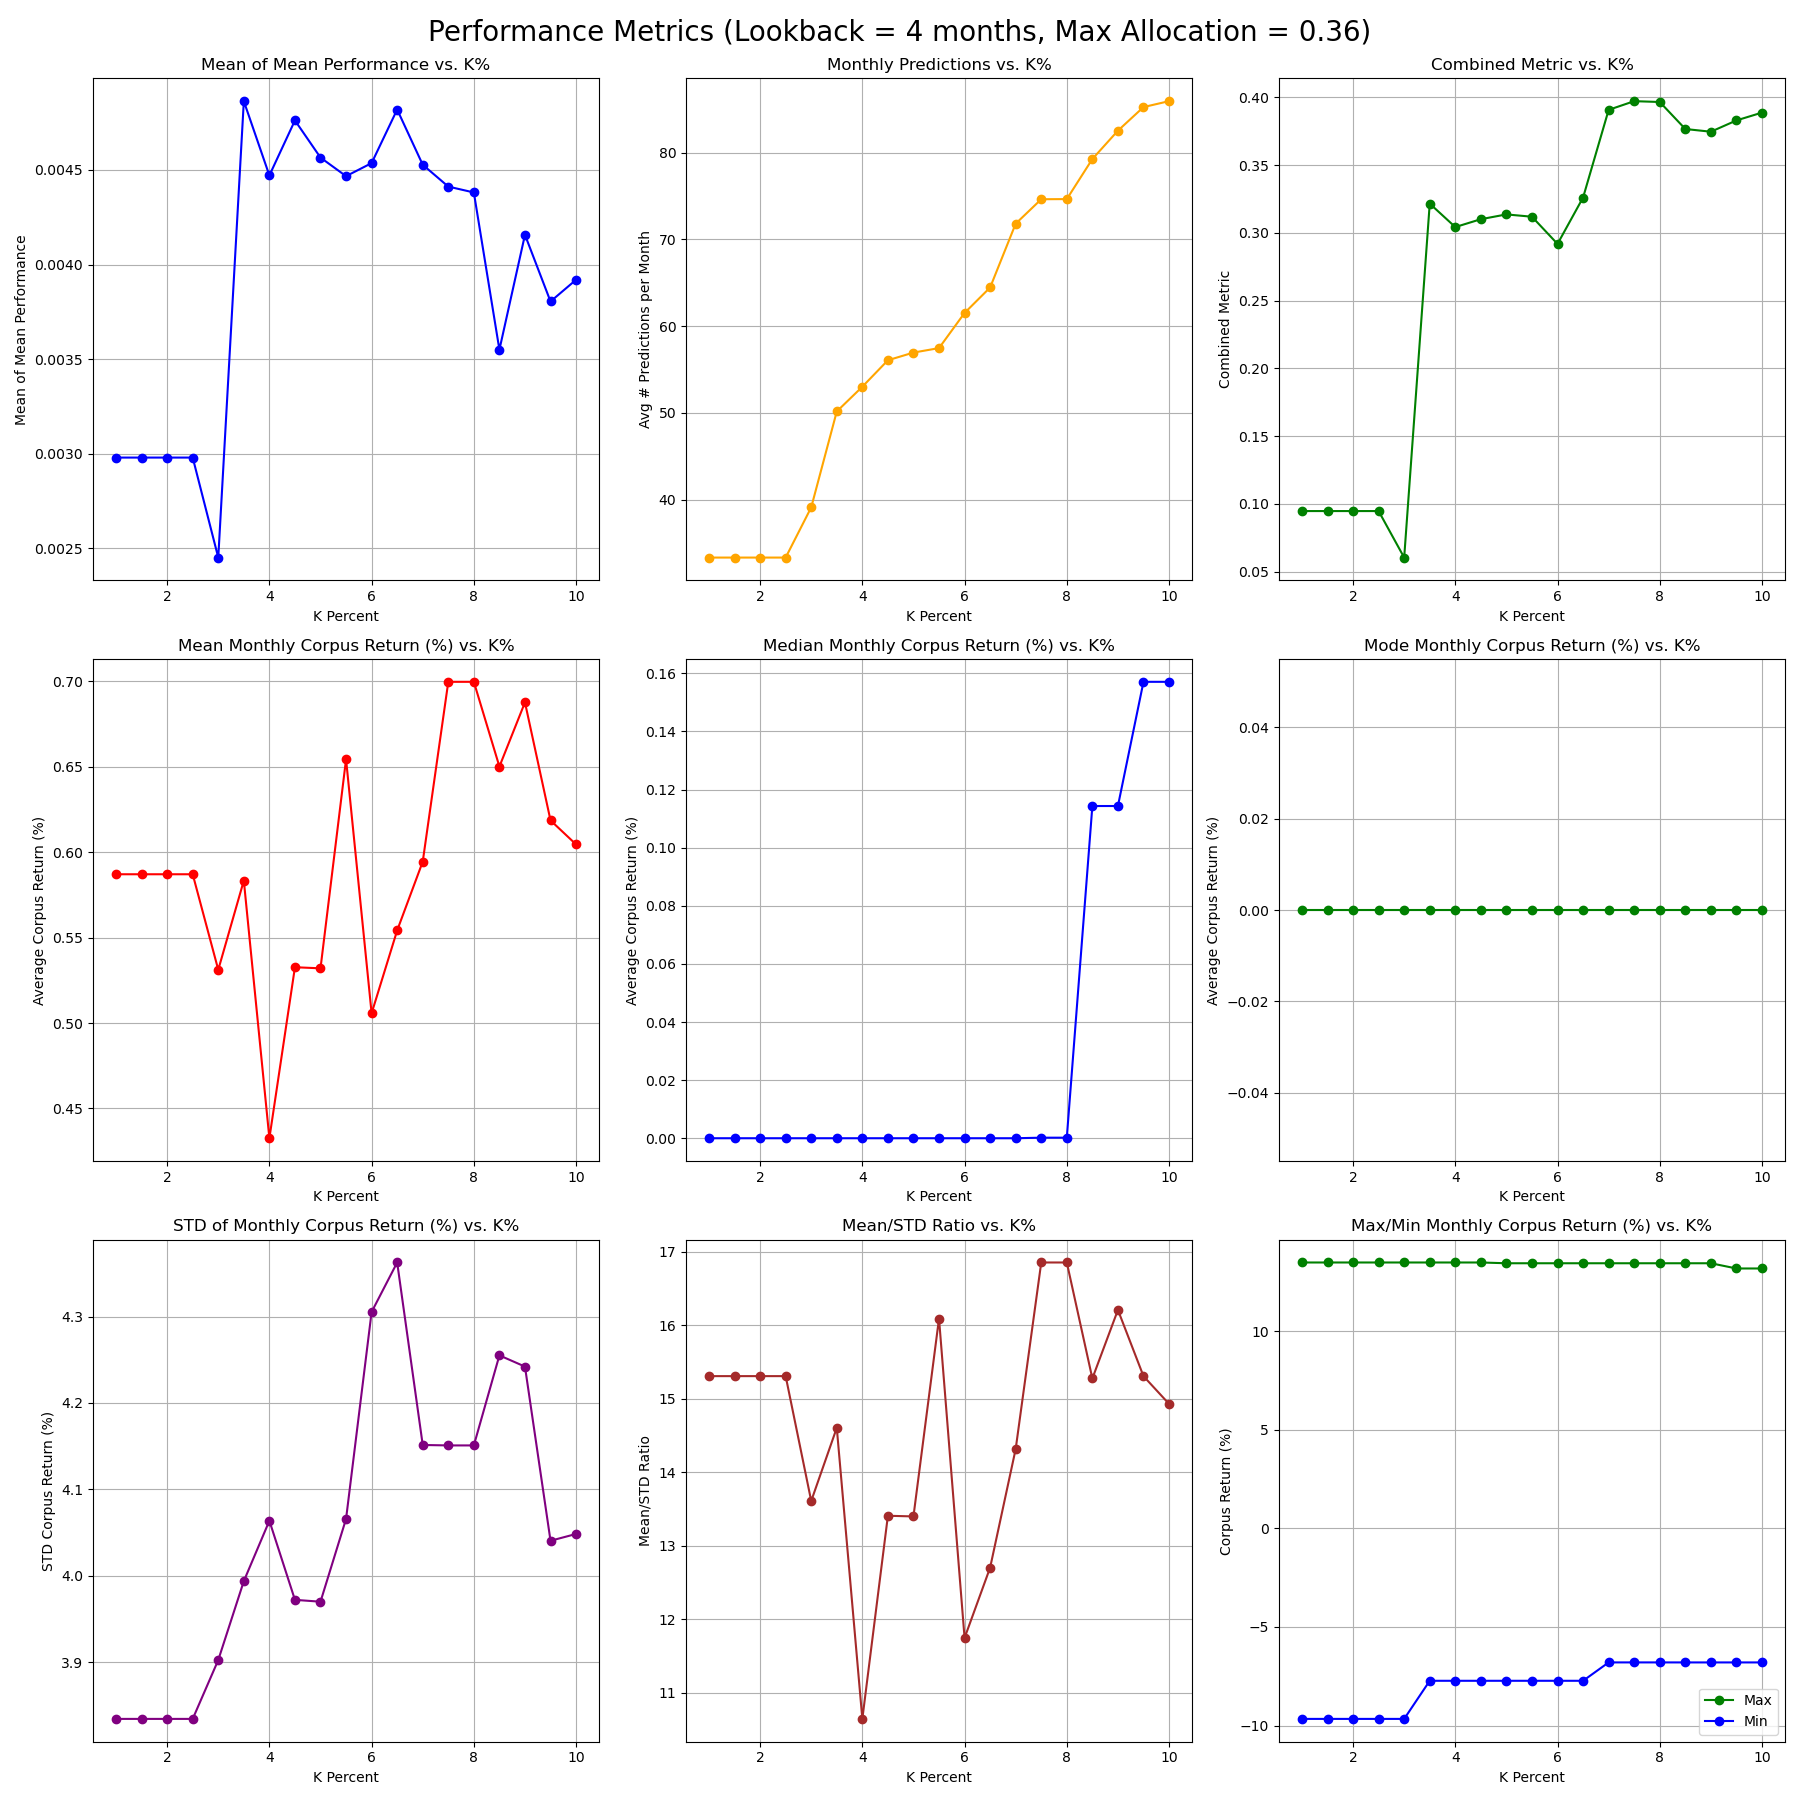 Performance Metrics (Lookback = 4 months, Max Allocation = 0.36)
Mean of Mean Performance vs. K%
Mean of Mean Performance
0.0045
0.0040
0.0035
0.0030
0.0025
2 4 6 8 10
K Percent
Monthly Predictions vs. K%
Avg # Predictions per Month
80
70
60
50
40
2 4 6 8 10
K Percent
Combined Metric vs. K%
Combined Metric
0.40
0.35
0.30
0.25
0.20
0.15
0.10
0.05
2 4 6 8 10
K Percent
Mean Monthly Corpus Return (%) vs. K%
Average Corpus Return (%)
0.70
0.65
0.60
0.55
0.50
0.45
2 4 6 8 10
K Percent
Median Monthly Corpus Return (%) vs. K%
Average Corpus Return (%)
0.16
0.14
0.12
0.10
0.08
0.06
0.04
0.02
0.00
2 4 6 8 10
K Percent
Mode Monthly Corpus Return (%) vs. K%
Average Corpus Return (%)
0.04
0.02
0.00
−0.02
−0.04
2 4 6 8 10
K Percent
STD of Monthly Corpus Return (%) vs. K%
STD Corpus Return (%)
4.3
4.2
4.1
4.0
3.9
2 4 6 8 10
K Percent
Mean/STD Ratio vs. K%
Mean/STD Ratio
17
16
15
14
13
12
11
2 4 6 8 10
K Percent
Max/Min Monthly Corpus Return (%) vs. K%
Corpus Return (%)
10
5
0
−5
−10
Max
Min
2 4 6 8 10
K Percent